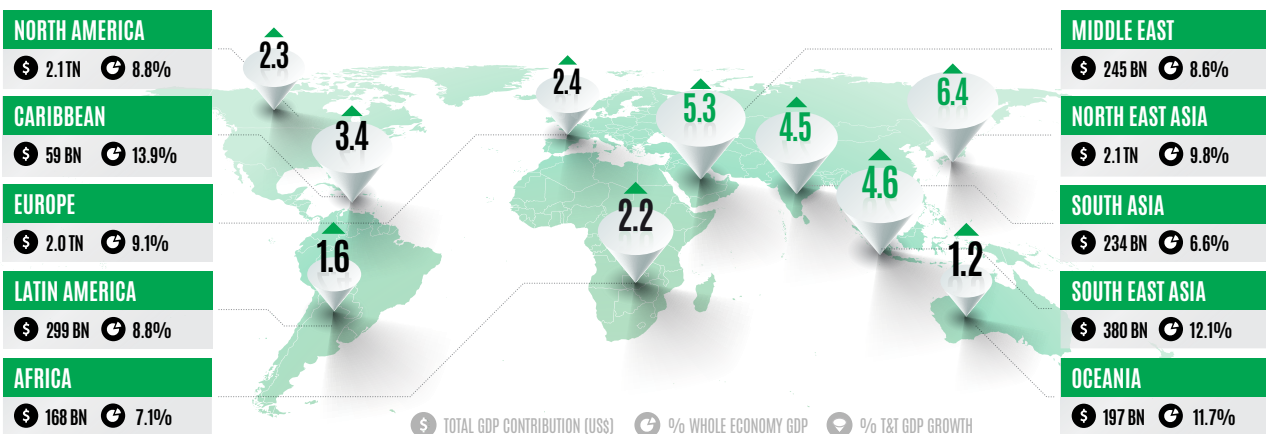 NORTH AMERICA
$ 2.1 TN 8.8%
CARIBBEAN
$ 59 BN 13.9%
EUROPE
$ 2.0 TN 9.1%
LATIN AMERICA
$ 299 BN 8.8%
AFRICA
$ 168 BN 7.1%
2.3
3.4
1.6
2.4
2.2
5.3
4.5
4.6
6.4
1.2
MIDDLE EAST
$ 245 BN 8.6%
NORTH EAST ASIA
$ 2.1 TN 9.8%
SOUTH ASIA
$ 234 BN 6.6%
SOUTH EAST ASIA
$ 380 BN 12.1%
OCEANIA
$ 197 BN 11.7%
$ TOTAL GDP CONTRIBUTION (US$) % WHOLE ECONOMY GDP % T&T GDP GROWTH